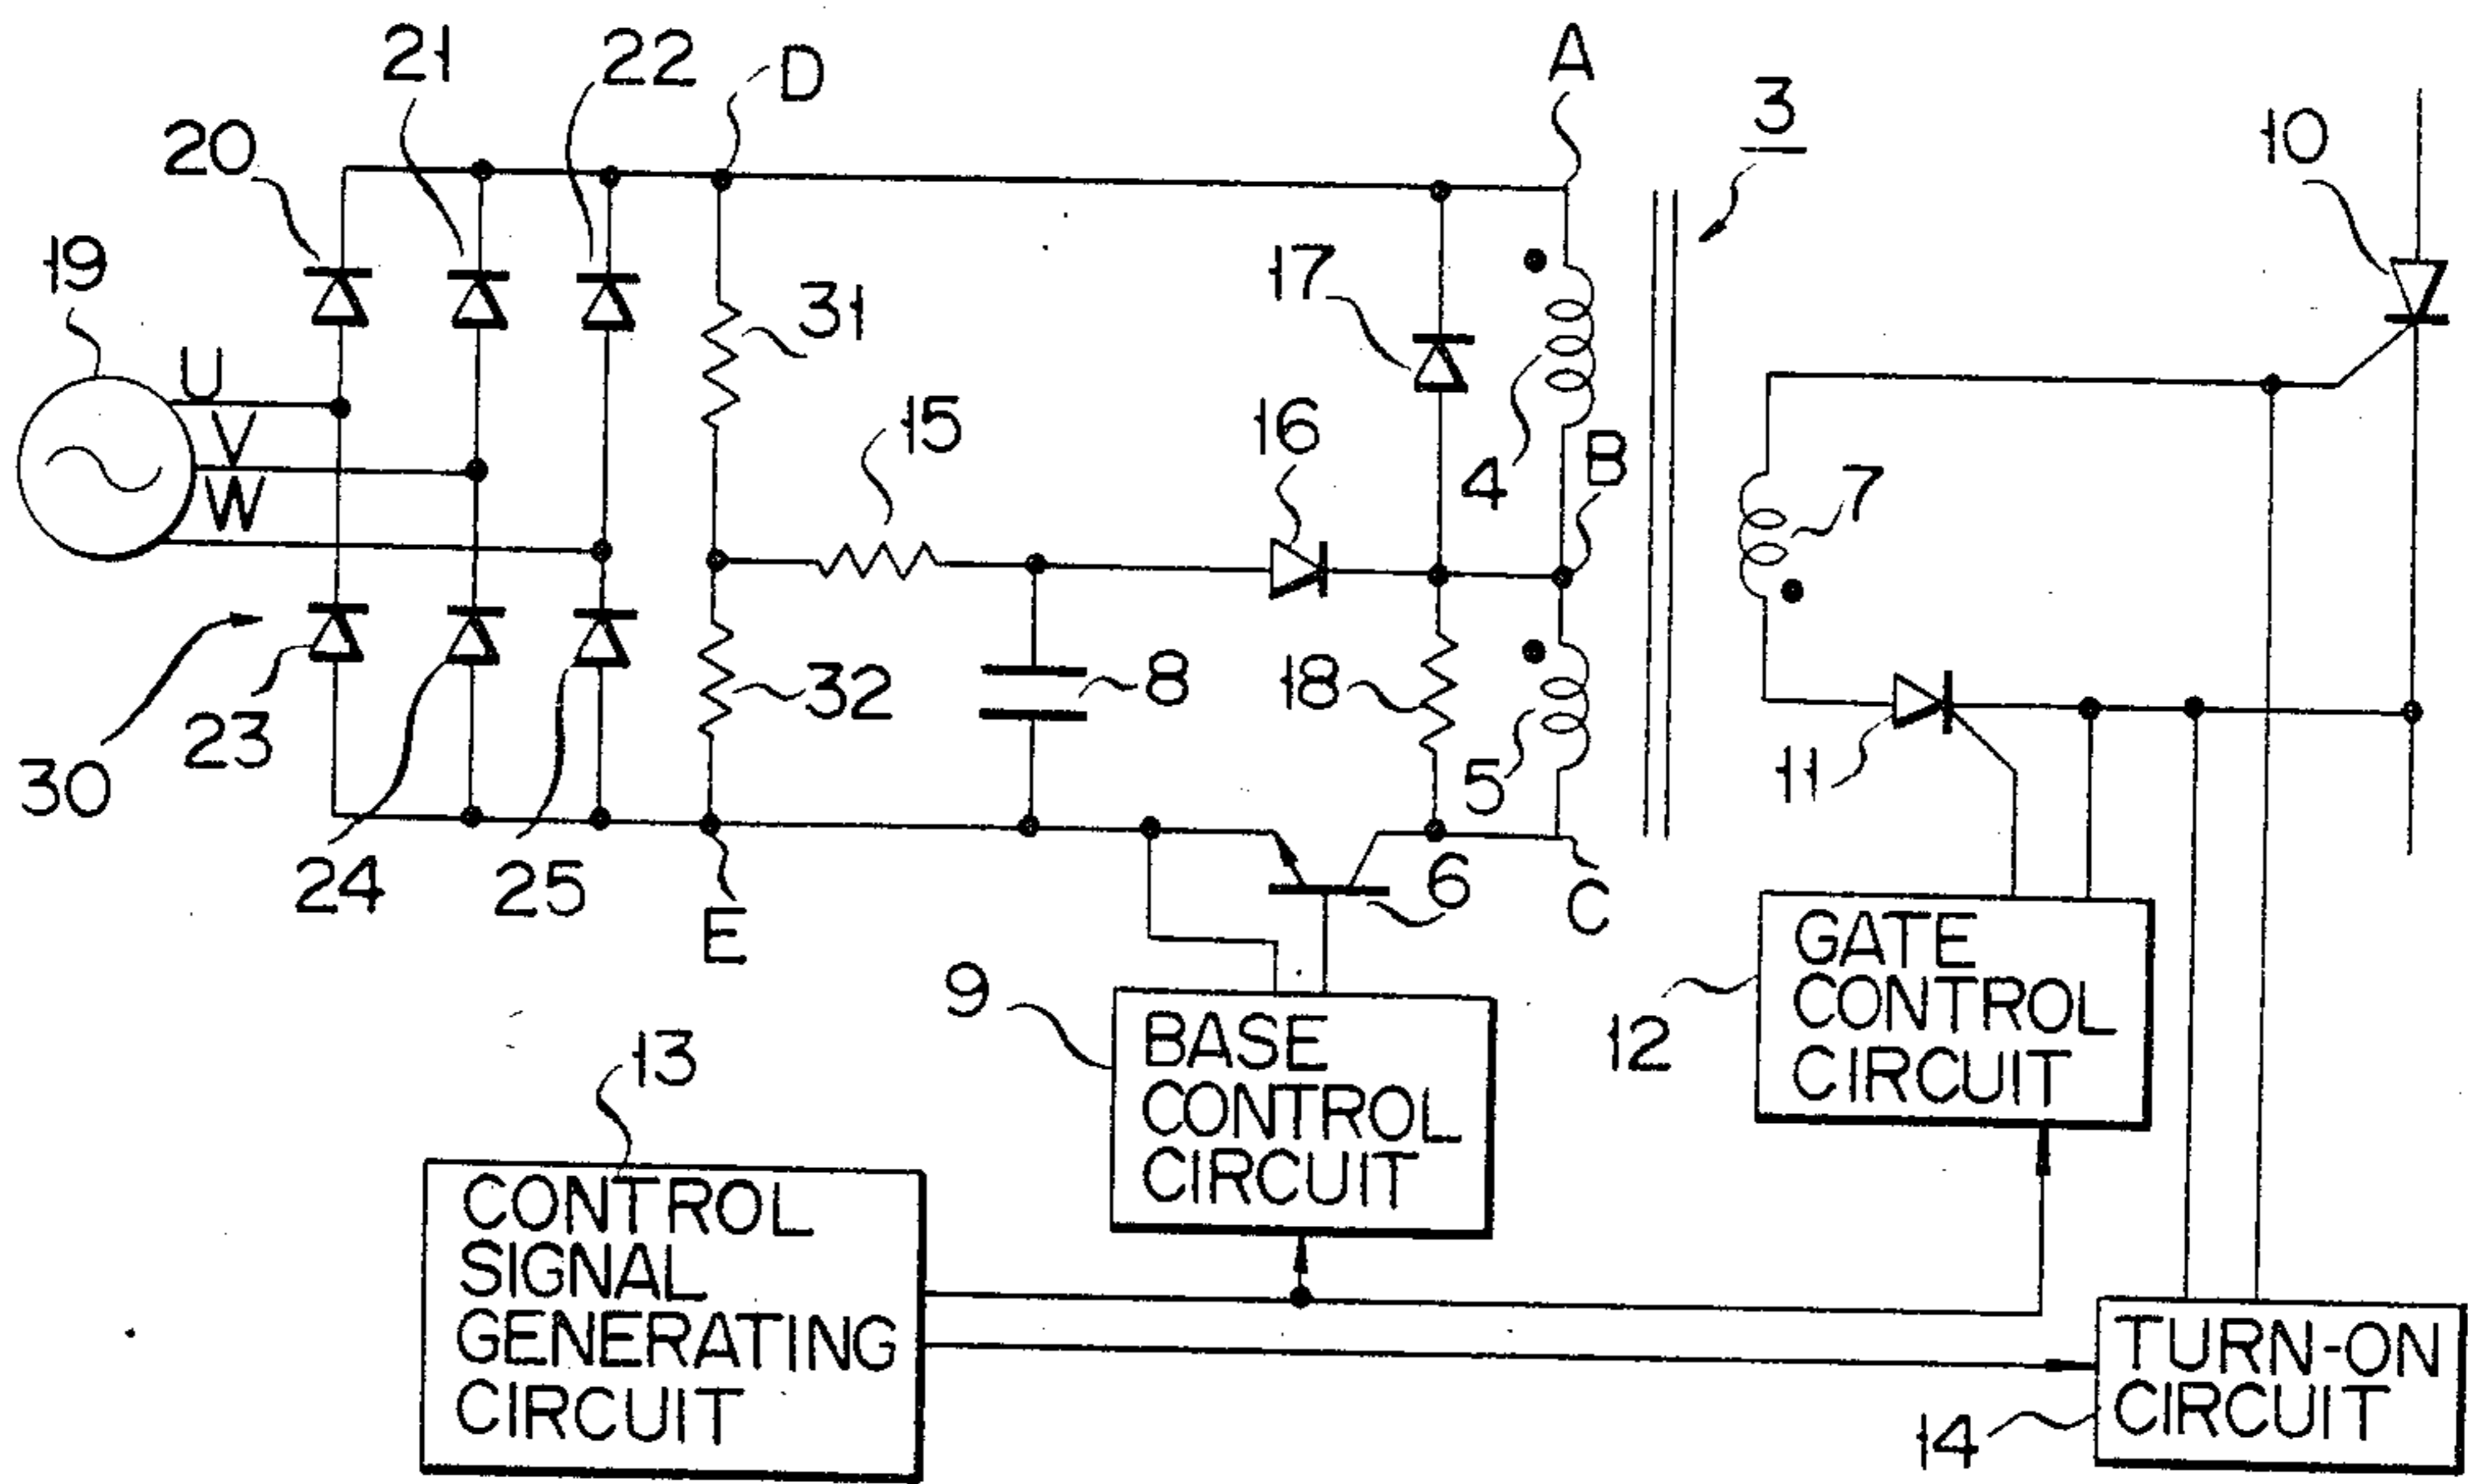 21
22
D
A
3
20
10
19
17
31
U
V
W
15
16
4
B
7
32
8
18
5
11
23
30
24
25
E
6
C
9
BASE
CONTROL
CIRCUIT
12
GATE
CONTROL
CIRCUIT
13
CONTROL
SIGNAL
GENERATING
CIRCUIT
14
TURN-ON
CIRCUIT